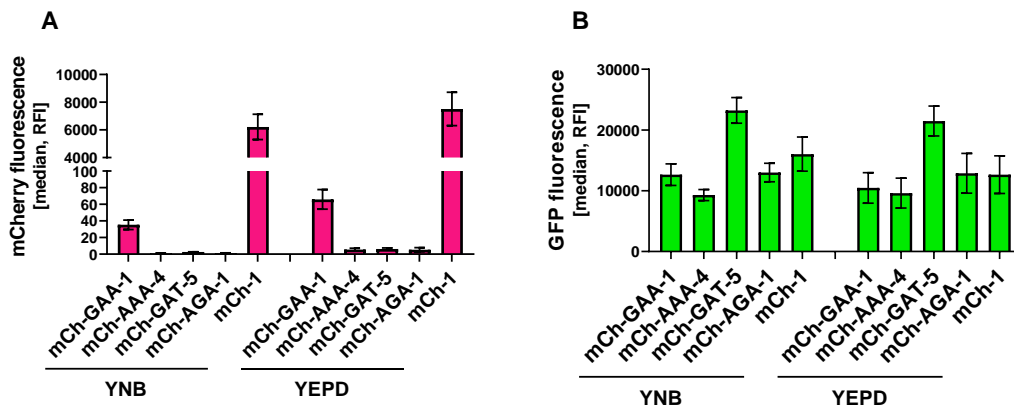 A
mCherry fluorescence
[median, RFI]
10000
8000
6000
4000
100
80
60
40
20
0
mCh-GAA-1
mCh-AAA-4
mCh-GAT-5
mCh-AGA-1
mCh-1
mCh-GAA-1
mCh-AAA-4
mCh-GAT-5
mCh-AGA-1
mCh-1
YNB
YEPD
B
GFP fluorescence
[median, RFI]
30000
20000
10000
0
mCh-GAA-1
mCh-AAA-4
mCh-GAT-5
mCh-AGA-1
mCh-1
mCh-GAA-1
mCh-AAA-4
mCh-GAT-5
mCh-AGA-1
mCh-1
YNB
YEPD